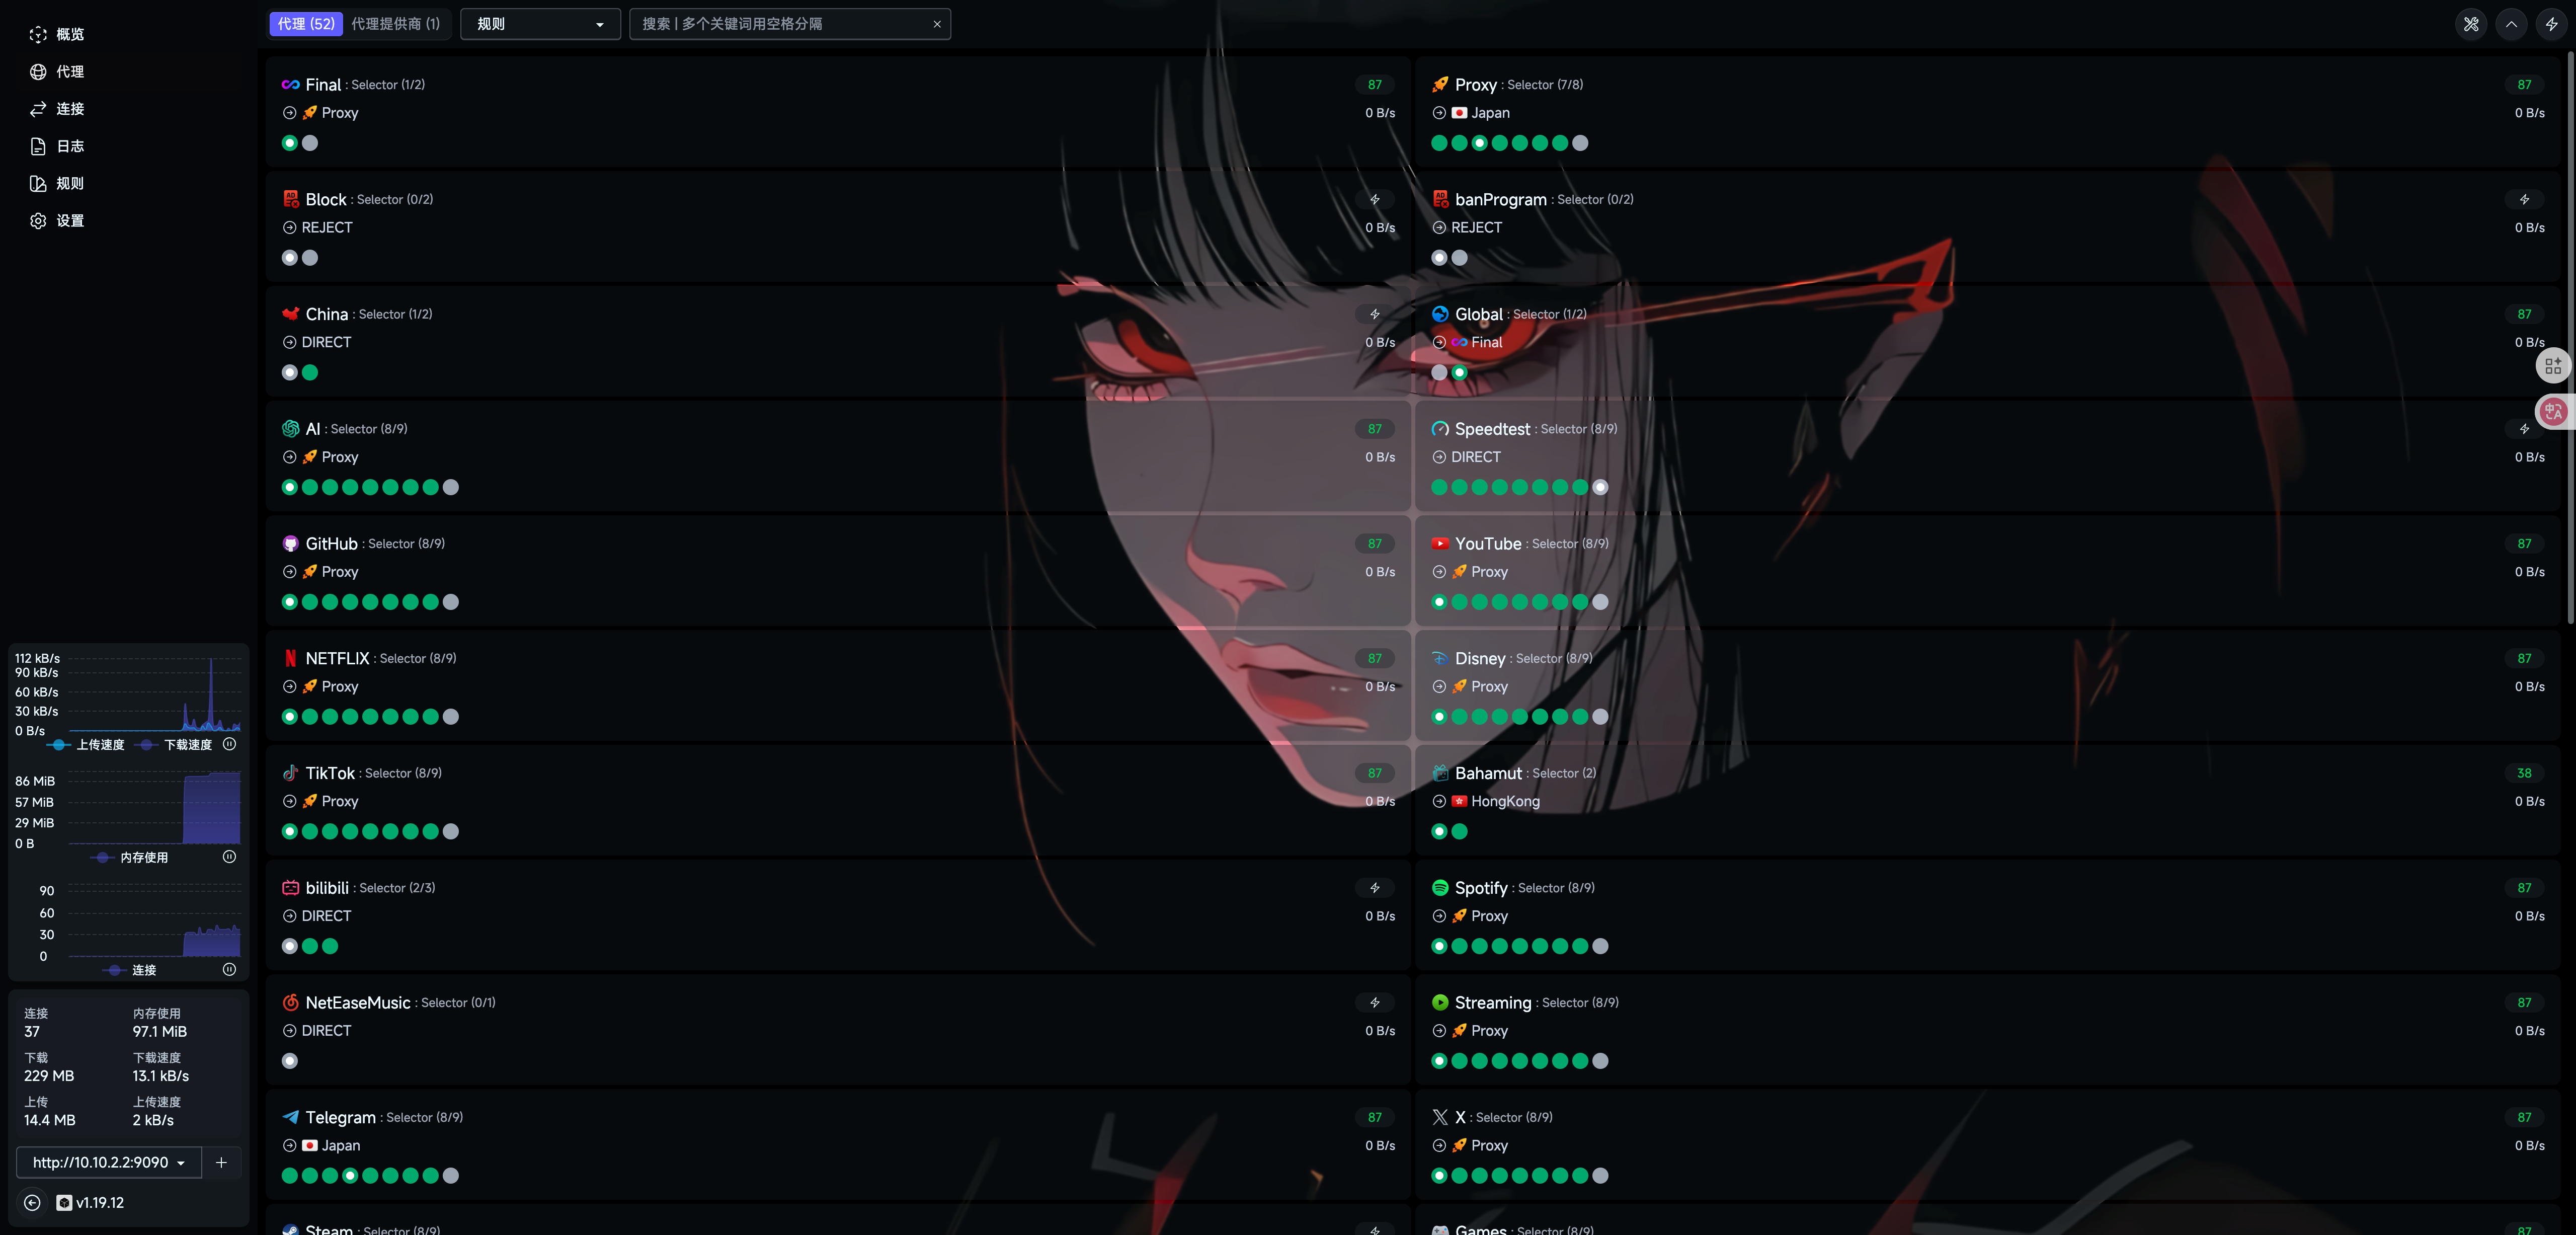 概览
代理
连接
日志
规则
设置
112 kB/s
90 kB/s
60 kB/s
30 kB/s
0 B/s
上传速度 下载速度
86 MiB
57 MiB
29 MiB
0 B
内存使用
90
60
30
0
连接
连接 内存使用
37 97.1 MiB
下载 下载速度
229 MB 13.1 kB/s
上传 上传速度
14.4 MB 2 kB/s
http://10.10.2.2:9090
v1.19.12
代理 (52) 代理提供商 (1) 规则 搜索 | 多个关键词用空格分隔
Final : Selector (1/2) 87
Proxy 0 B/s
Proxy : Selector (7/8) 87
Japan 0 B/s
Block : Selector (0/2)
REJECT 0 B/s
banProgram : Selector (0/2)
REJECT 0 B/s
China : Selector (1/2)
DIRECT 0 B/s
Global : Selector (1/2) 87
Final 0 B/s
AI : Selector (8/9) 87
Proxy 0 B/s
Speedtest : Selector (8/9)
DIRECT 0 B/s
GitHub : Selector (8/9) 87
Proxy 0 B/s
YouTube : Selector (8/9) 87
Proxy 0 B/s
NETFLIX : Selector (8/9) 87
Proxy 0 B/s
Disney : Selector (8/9) 87
Proxy 0 B/s
TikTok : Selector (8/9) 87
Proxy 0 B/s
Bahamut : Selector (2) 38
HongKong 0 B/s
bilibili : Selector (2/3)
DIRECT 0 B/s
Spotify : Selector (8/9) 87
Proxy 0 B/s
NetEaseMusic : Selector (0/1)
DIRECT 0 B/s
Streaming : Selector (8/9) 87
Proxy 0 B/s
Telegram : Selector (8/9) 87
Japan 0 B/s
X : Selector (8/9) 87
Proxy 0 B/s
Steam : Selector (8/9)
Games : Selector (8/9) 87